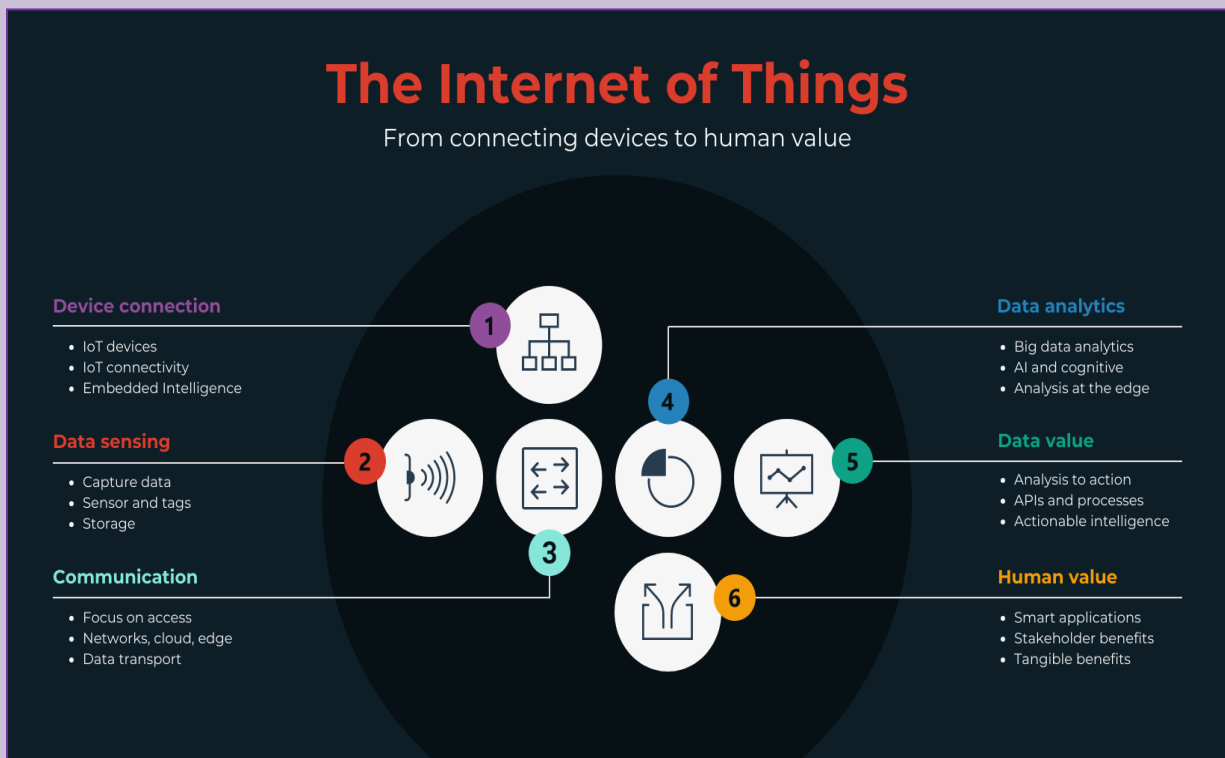 The Internet of Things
From connecting devices to human value
Device connection
1
• IoT devices
• IoT connectivity
• Embedded Intelligence
Data sensing
2
• Capture data
• Sensor and tags
• Storage
Communication
3
• Focus on access
• Networks, cloud, edge
• Data transport
Data analytics
4
• Big data analytics
• AI and cognitive
• Analysis at the edge
Data value
5
• Analysis to action
• APIs and processes
• Actionable intelligence
Human value
6
• Smart applications
• Stakeholder benefits
• Tangible benefits